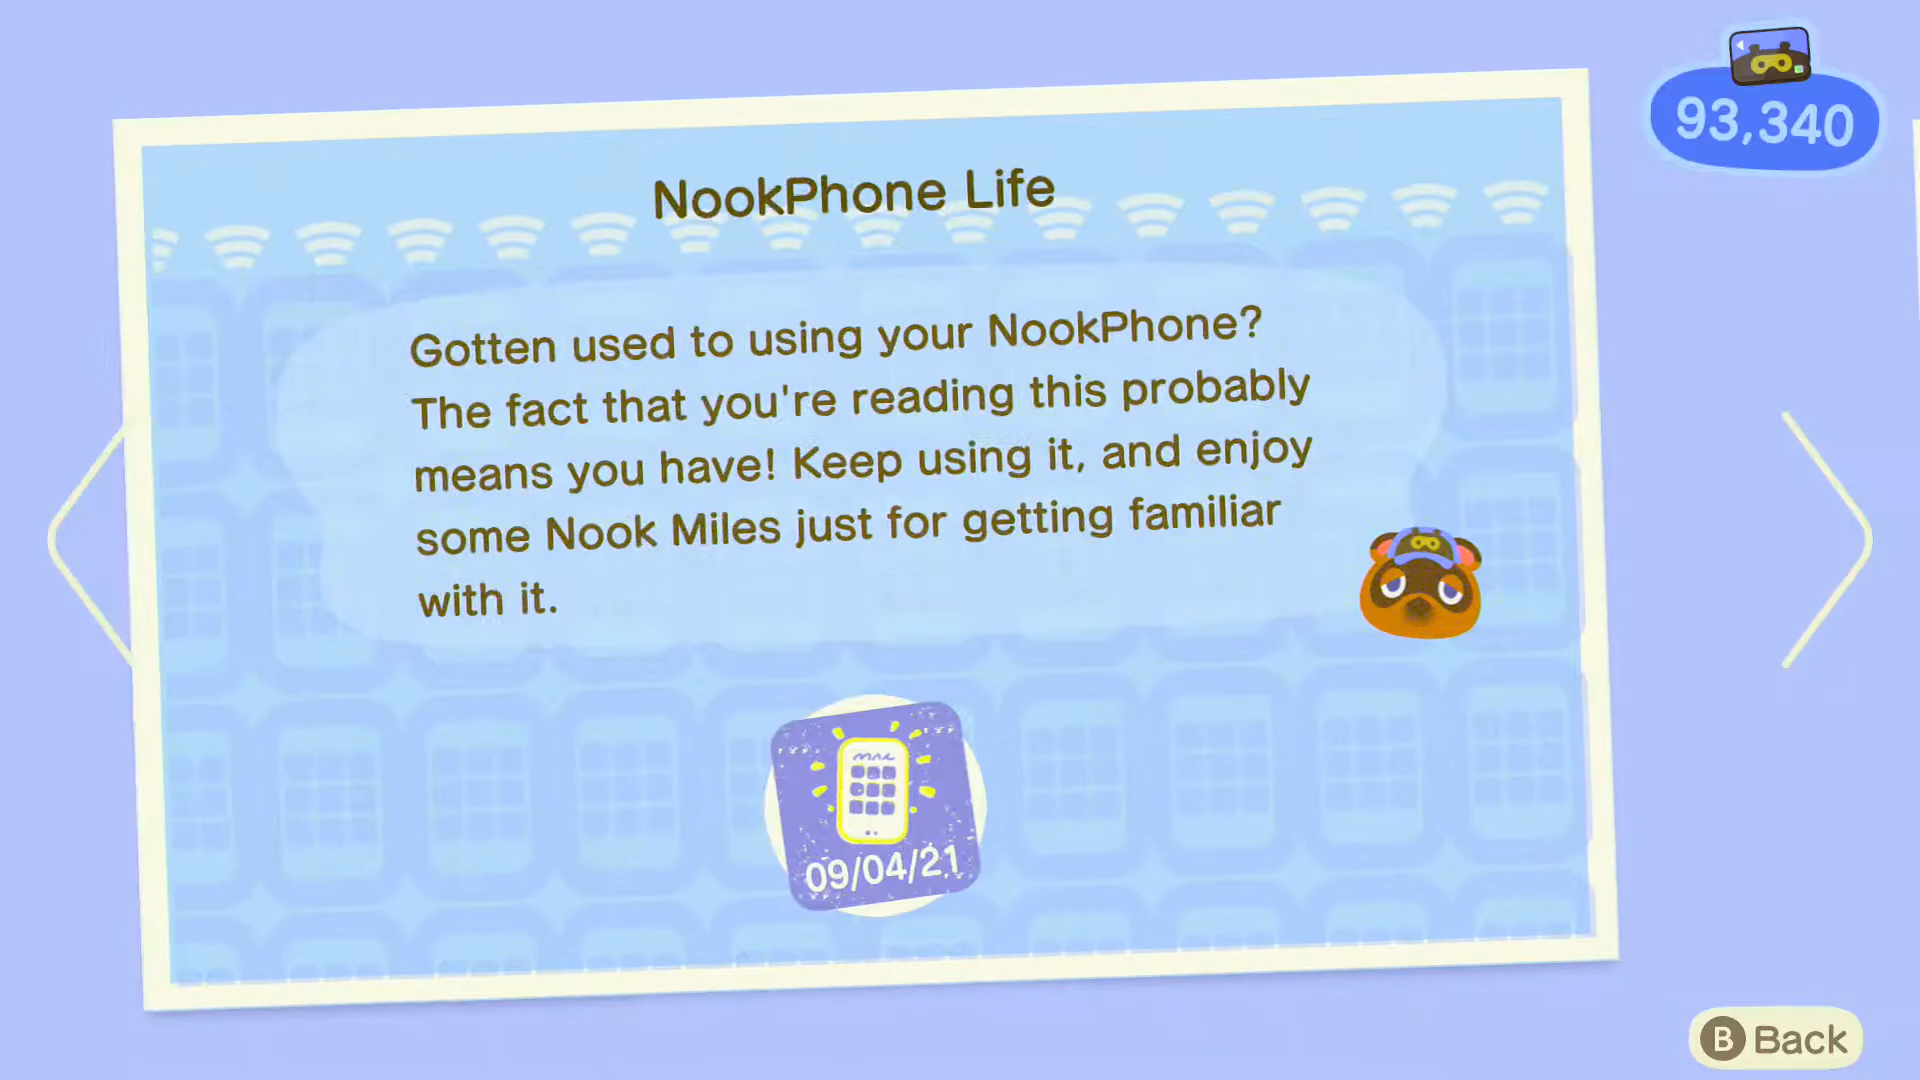 93,340
NookPhone Life
Gotten used to using your NookPhone?
The fact that you're reading this probably
means you have! Keep using it, and enjoy
some Nook Miles just for getting familiar
with it.
09/04/21
B Back